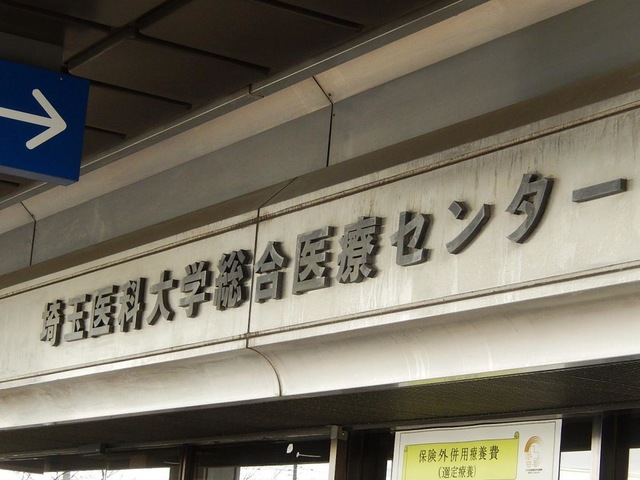 埼玉医科大学総合医療センター
保険外併用療養費
(選定療養)